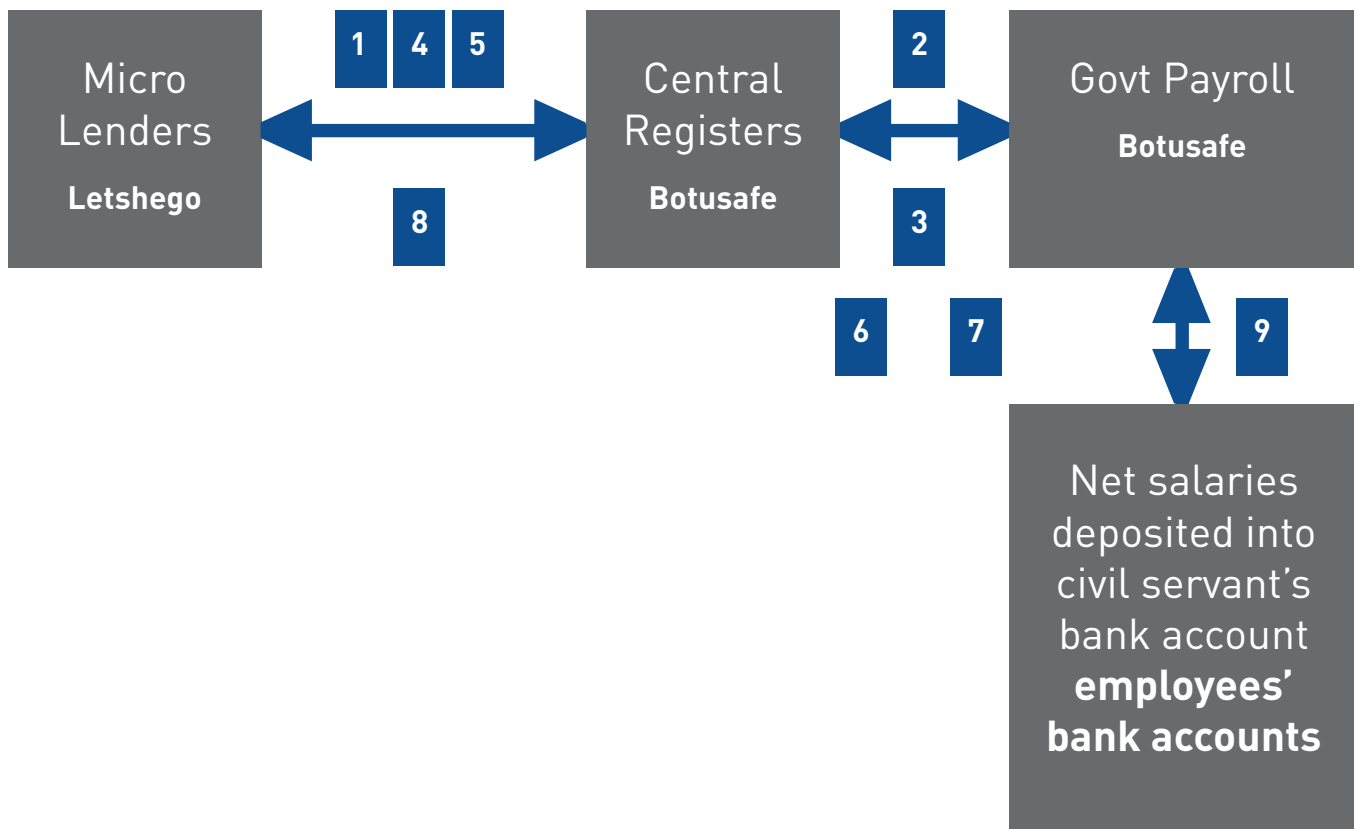 Micro
Lenders
Letshego
1 4 5
8
Central
Registers
Botusafe
2
3
6 7
Govt Payroll
Botusafe
9
Net salaries
deposited into
civil servant’s
bank account
employees’
bank accounts